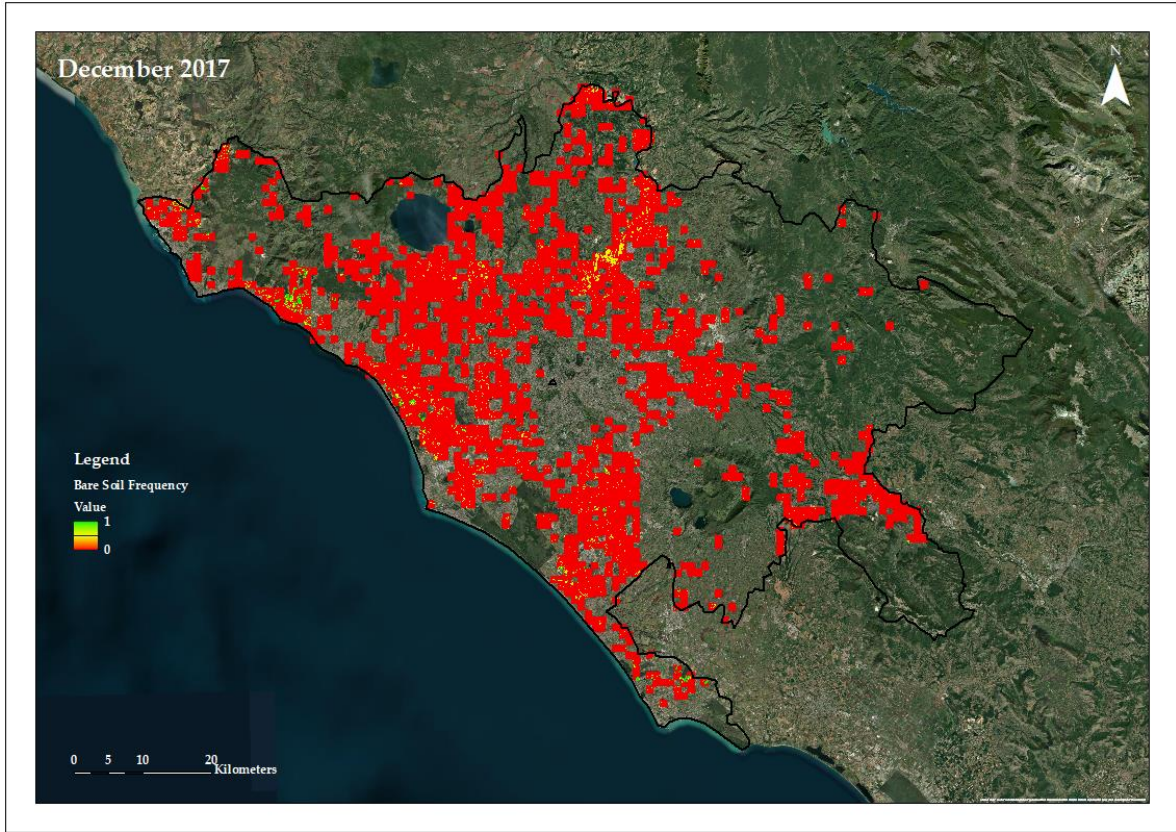 December 2017
N
Legend
Bare Soil Frequency
Value
1
0
0 5 10 20
Kilometers